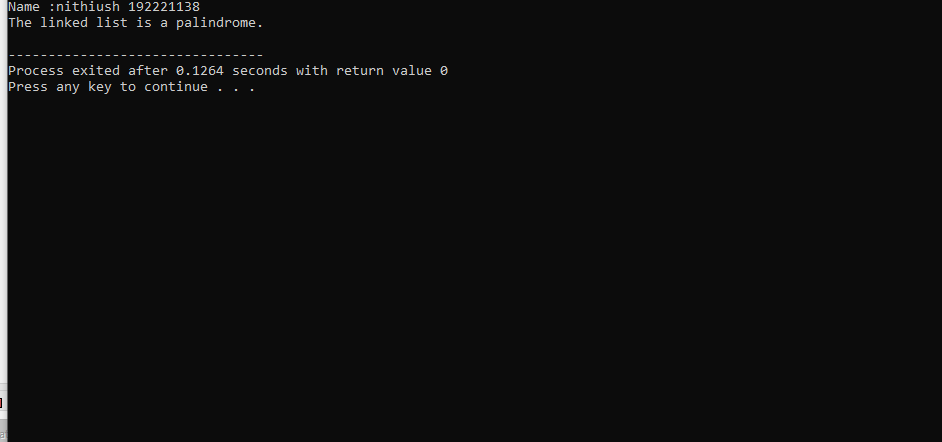 Name :nithiush 192221138
The linked list is a palindrome.
--------------------------------
Process exited after 0.1264 seconds with return value 0
Press any key to continue . . .